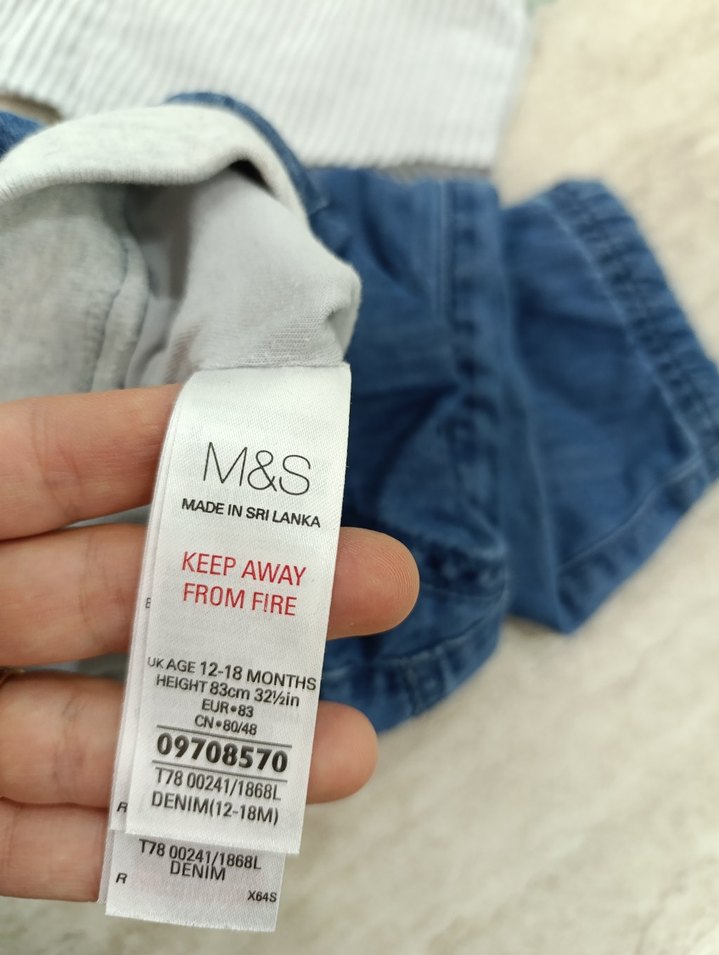 M&S
MADE IN SRI LANKA
KEEP AWAY
FROM FIRE
UK AGE 12-18 MONTHS
HEIGHT 83cm 32½in
EUR•83
CN•80/48
09708570
T78 00241/1868L
DENIM(12-18M)
R
T78 00241/1868L
DENIM
R
X64S